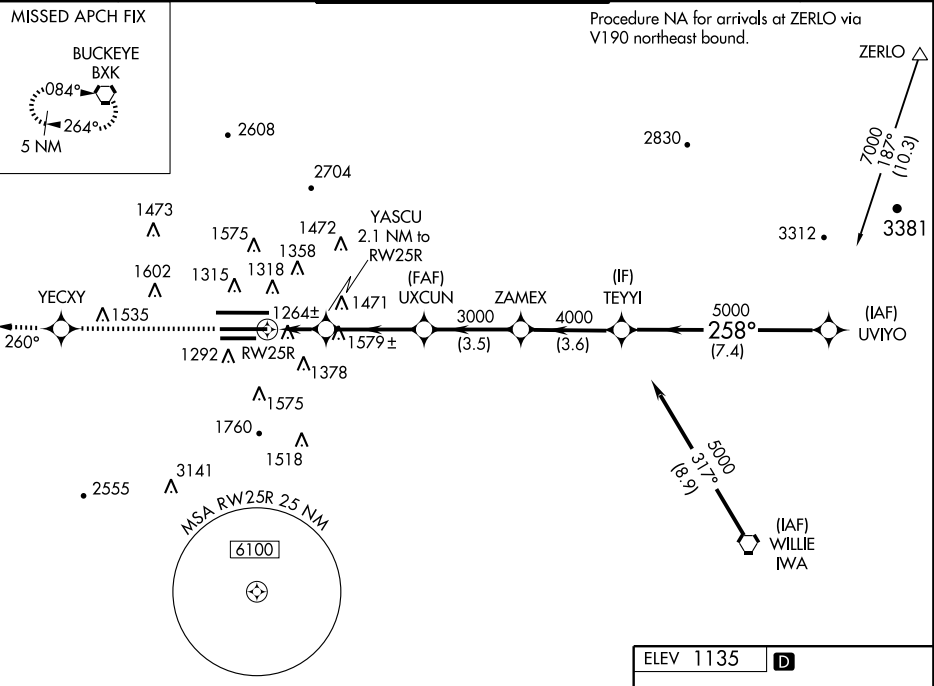 MISSED APCH FIX
BUCKEYE
BXK
084°
264°
5 NM
Procedure NA for arrivals at ZERLO via
V190 northeast bound.
ZERLO
7000
187°
(10.3)
3381
2608
2830
2704
3312
1473
1575
1472
YASCU
2.1 NM to
RW25R
1358
1602
1315
1318
1471
(FAF)
UXCUN
ZAMEX
(IF)
TEYYI
YECXY
1535
1264±
3000
(3.5)
4000
(3.6)
5000
258°
(7.4)
(IAF)
UVIYO
260°
1292
RW25R
1579±
1378
1575
1760
1518
5000
317°
(8.9)
2555
3141
(IAF)
WILLIE
IWA
MSA RW25R 25 NM
6100
ELEV 1135
D